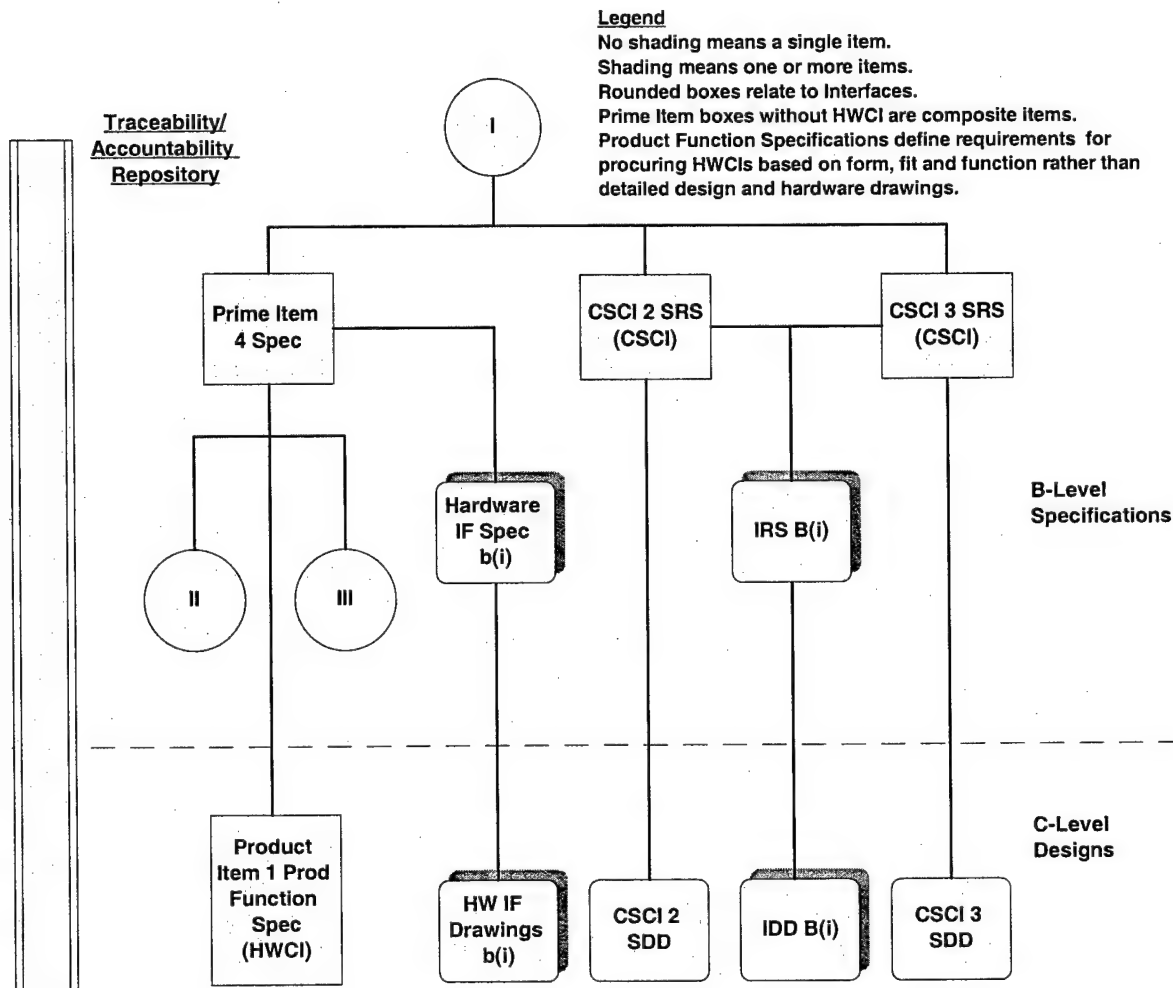 Legend
No shading means a single item.
Shading means one or more items.
Rounded boxes relate to Interfaces.
Prime Item boxes without HWCI are composite items.
Product Function Specifications define requirements for
procuring HWCIs based on form, fit and function rather than
detailed design and hardware drawings.
Traceability/
Accountability
Repository
I
Prime Item
4 Spec
CSCI 2 SRS
(CSCI)
CSCI 3 SRS
(CSCI)
Hardware
IF Spec
b(i)
IRS B(i)
B-Level
Specifications
II
III
Product
Item 1 Prod
Function
Spec
(HWCI)
HW IF
Drawings
b(i)
CSCI 2
SDD
IDD B(i)
CSCI 3
SDD
C-Level
Designs